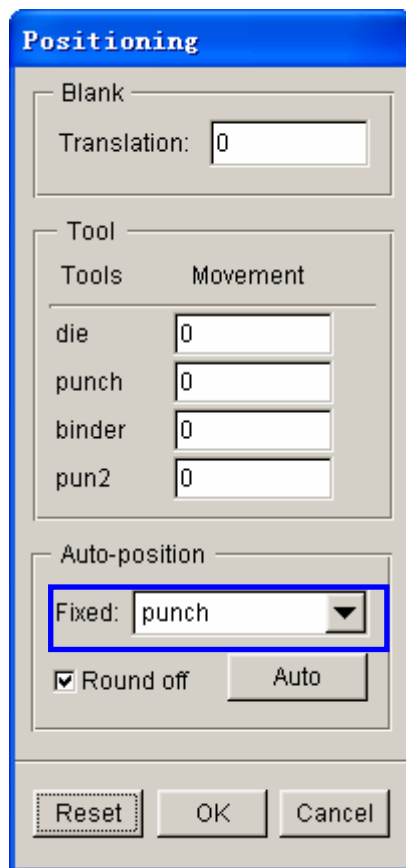 Positioning
Blank
Translation: 0
Tool
Tools Movement
die 0
punch 0
binder 0
pun2 0
Auto-position
Fixed: punch
Round off Auto
Reset OK Cancel